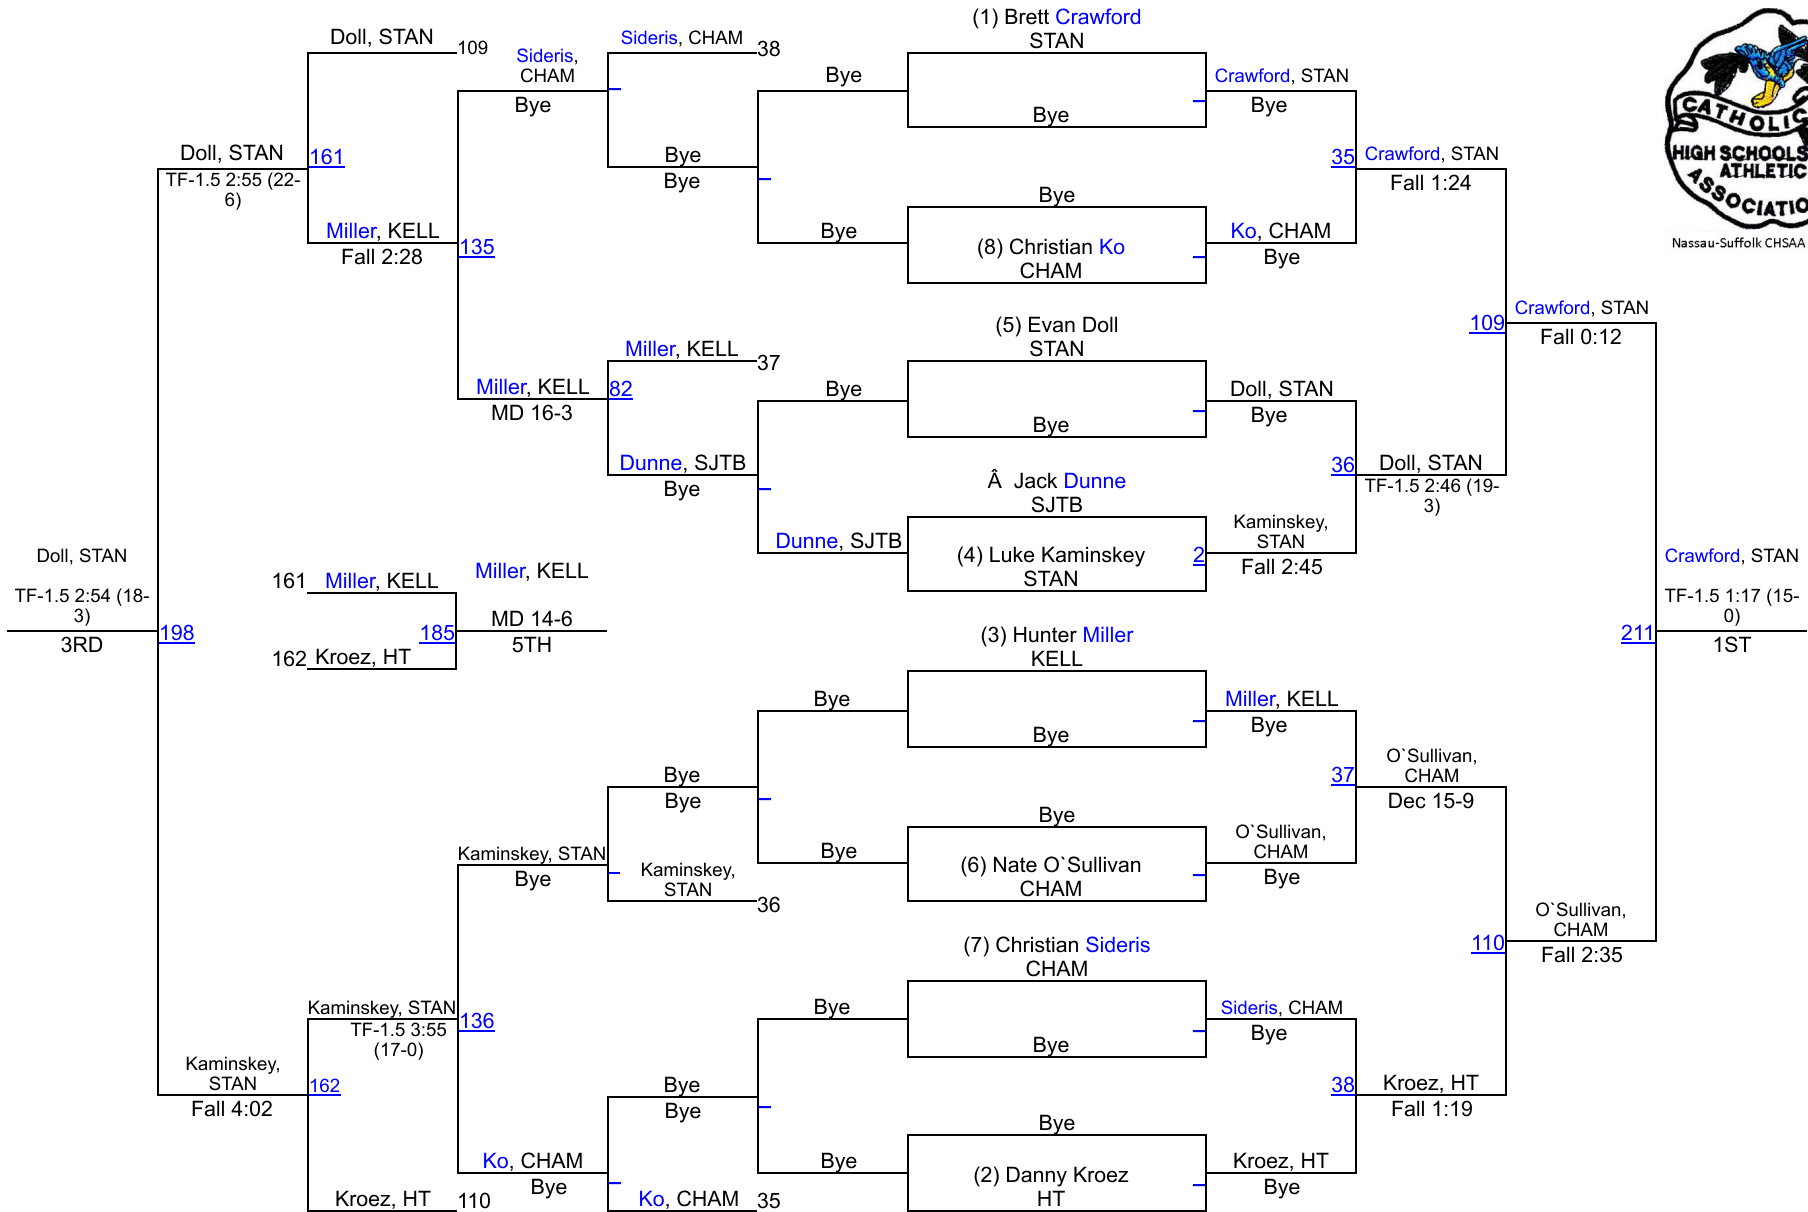 (1) Brett Crawford
STAN
Bye
Bye
(8) Christian Ko
CHAM
(5) Evan Doll
STAN
Bye
Â Jack Dunne
SJTB
(4) Luke Kaminskey
STAN
2
(3) Hunter Miller
KELL
Bye
Bye
(6) Nate O`Sullivan
CHAM
(7) Christian Sideris
CHAM
Bye
Bye
(2) Danny Kroez
HT
Crawford, STAN
Bye
35
Ko, CHAM
Bye
Doll, STAN
Bye
36
Kaminskey,
STAN
Fall 2:45
Miller, KELL
Bye
37
O`Sullivan,
CHAM
Bye
Sideris, CHAM
Bye
38
Kroez, HT
Bye
Crawford, STAN
Fall 1:24
109
Doll, STAN
TF-1.5 2:46 (19-
3)
O`Sullivan,
CHAM
Dec 15-9
110
Kroez, HT
Fall 1:19
Crawford, STAN
Fall 0:12
211
O`Sullivan,
CHAM
Fall 2:35
Crawford, STAN
TF-1.5 1:17 (15-
0)
1ST
Bye
Bye
Bye
Dunne, SJTB
Bye
Bye
Bye
Bye
Sideris, CHAM
38
Bye
Bye
Miller, KELL
37
82
Dunne, SJTB
Bye
Bye
Bye
Kaminskey,
STAN
36
Bye
Bye
Ko, CHAM
35
Sideris,
CHAM
Bye
135
Miller, KELL
MD 16-3
Kaminskey, STAN
Bye
136
Ko, CHAM
Bye
Doll, STAN
109
161
Miller, KELL
Fall 2:28
Kaminskey, STAN
TF-1.5 3:55
(17-0)
162
Kroez, HT
110
Doll, STAN
TF-1.5 2:55 (22-
6)
198
Kaminskey,
STAN
Fall 4:02
Doll, STAN
TF-1.5 2:54 (18-
3)
3RD
161
Miller, KELL
185
162
Kroez, HT
Miller, KELL
MD 14-6
5TH
CATHOLIC
HIGH SCHOOLS
ATHLETIC
Nassau-Suffolk CHSAA